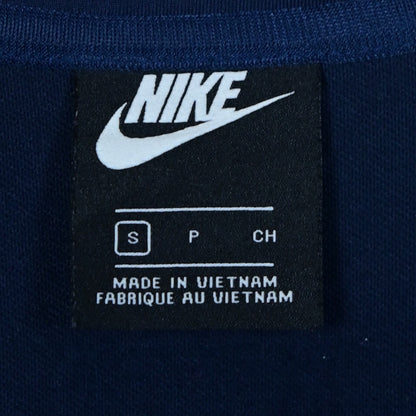 NIKE
S P CH
MADE IN VIETNAM
FABRIQUE AU VIETNAM